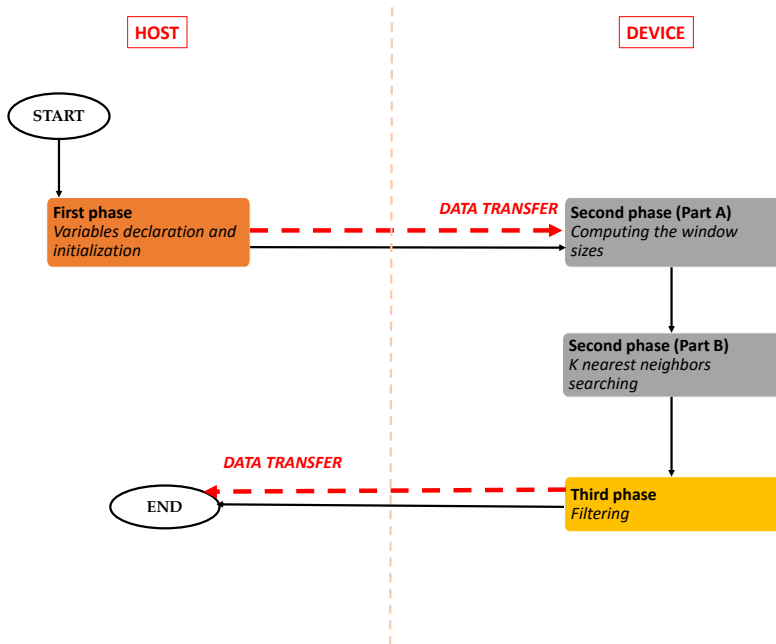 HOST
DEVICE
START
First phase
Variables declaration and
initialization
DATA TRANSFER
Second phase (Part A)
Computing the window
sizes
Second phase (Part B)
K nearest neighbors
searching
DATA TRANSFER
END
Third phase
Filtering